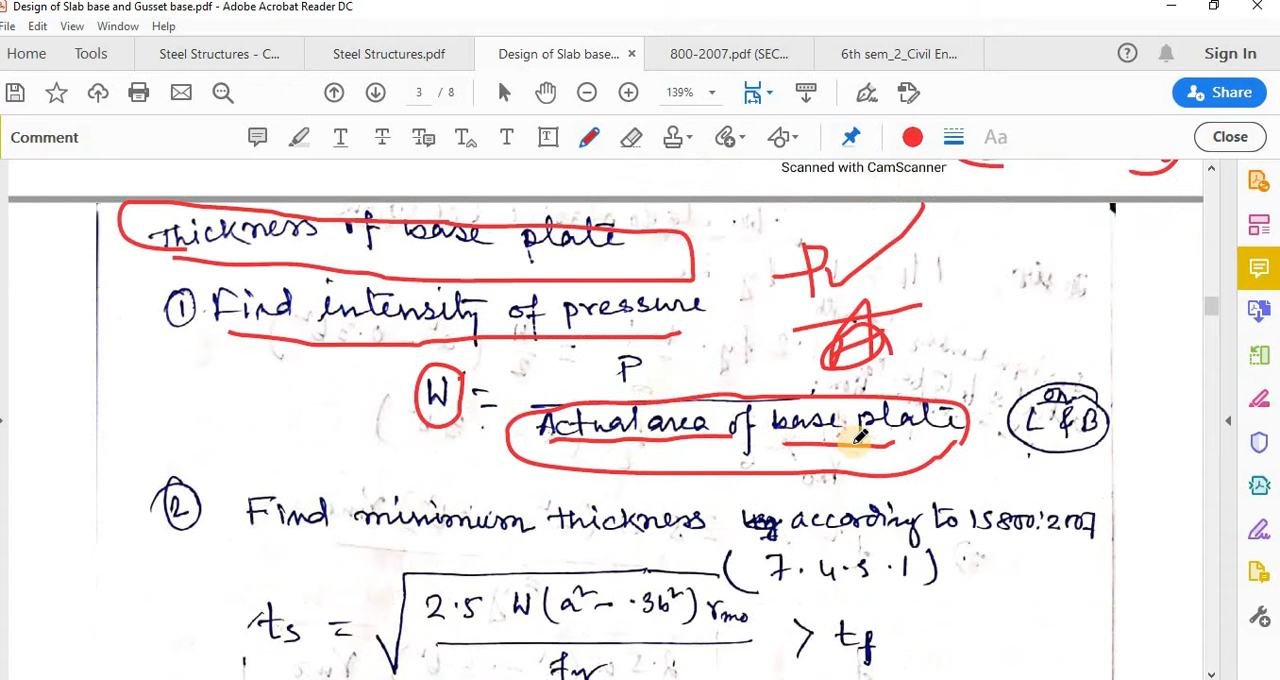 Design of Slab base and Gusset base.pdf - Adobe Acrobat Reader DC
File Edit View Window Help
Home Tools Steel Structures - C... Steel Structures.pdf Design of Slab base... × 800-2007.pdf (SEC... 6th sem_2_Civil En... Sign In
3 / 8 139% Share
Comment Aa Close
Scanned with CamScanner
Thickness of base plate
① Find intensity of pressure
P
A
P
W =
Actual area of base plate
L & B
② Find minimum thickness according to IS800:2007
(7.4.3.1)
ts = √ 2.5 W(a² - .3b²) γmo > tf
fy